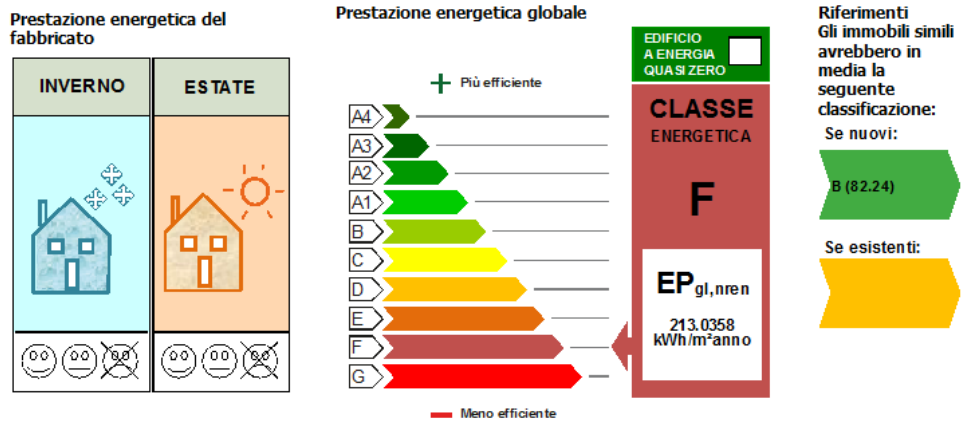 Prestazione energetica del
fabbricato
INVERNO
ESTATE
Prestazione energetica globale
Più efficiente
A4
A3
A2
A1
B
C
D
E
F
G
Meno efficiente
EDIFICIO
A ENERGIA
QUASI ZERO
CLASSE
ENERGETICA
F
EPgl,nren
213.0358
kWh/m²anno
Riferimenti
Gli immobili simili
avrebbero in
media la
seguente
classificazione:
Se nuovi:
B (82.24)
Se esistenti: